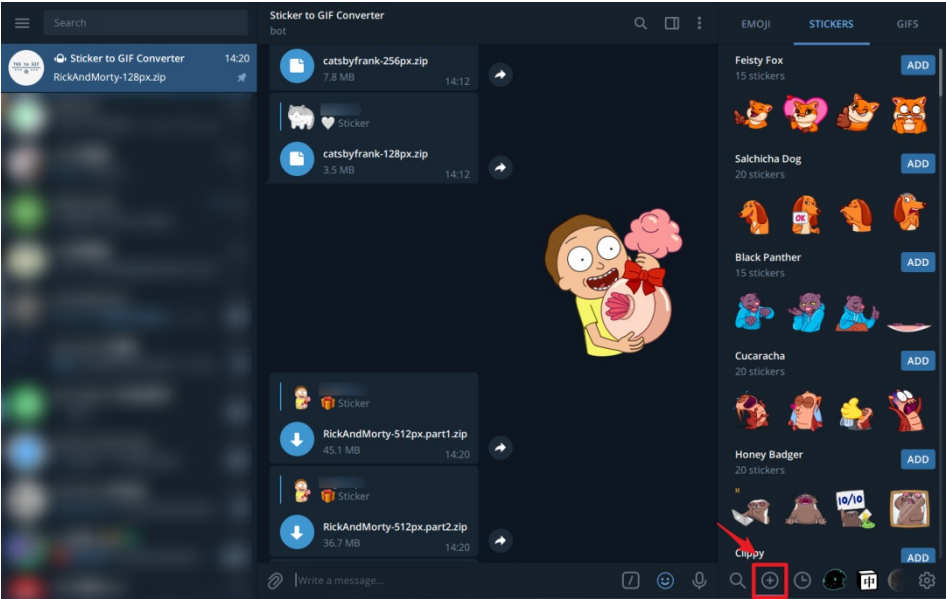 Search
Sticker to GIF Converter
14:20
RickAndMorty-128px.zip
Sticker to GIF Converter
bot
catsbyfrank-256px.zip
7.8 MB
14:12
Sticker
catsbyfrank-128px.zip
3.5 MB
14:12
Sticker
RickAndMorty-512px.part1.zip
45.1 MB
14:20
Sticker
RickAndMorty-512px.part2.zip
36.7 MB
14:20
Write a message...
EMOJI
STICKERS
GIFS
Feisty Fox
ADD
15 stickers
Salchicha Dog
ADD
20 stickers
OK
Black Panther
ADD
15 stickers
Cucaracha
ADD
20 stickers
Honey Badger
ADD
20 stickers
10/10
Clippy
ADD
中